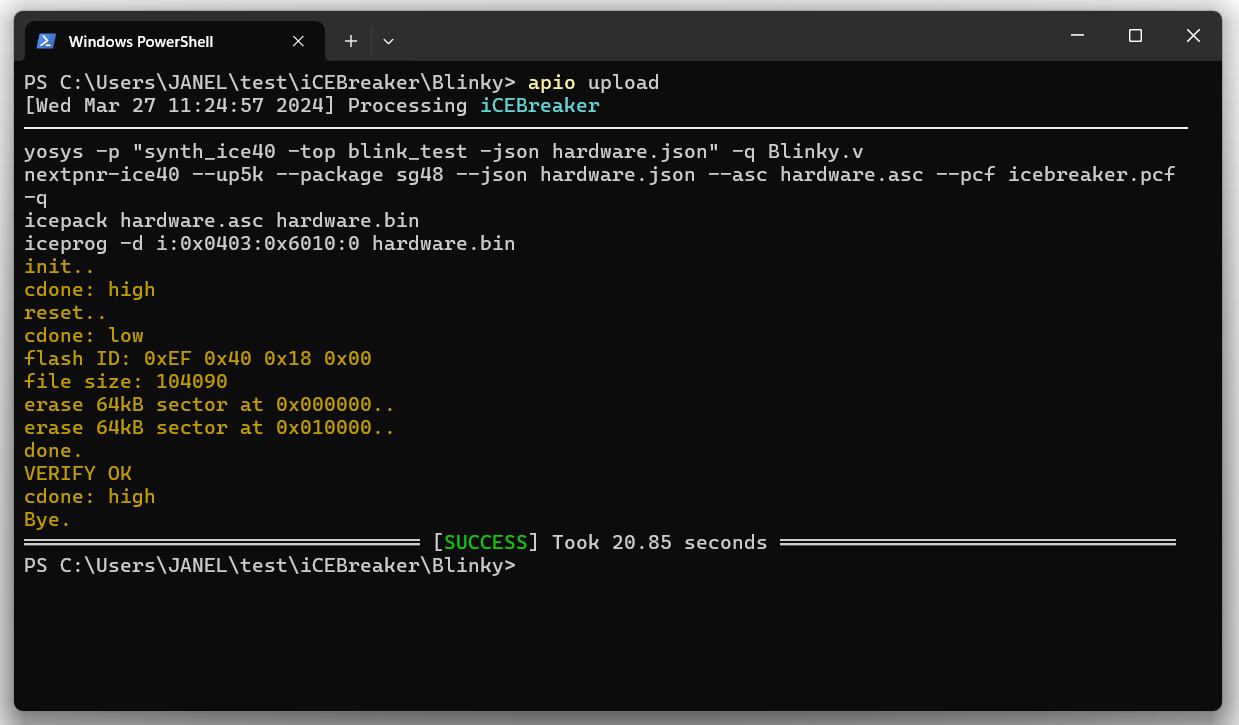 Windows PowerShell
PS C:\Users\JANEL\test\iCEBreaker\Blinky> apio upload
[Wed Mar 27 11:24:57 2024] Processing iCEBreaker
yosys -p "synth_ice40 -top blink_test -json hardware.json" -q Blinky.v
nextpnr-ice40 --up5k --package sg48 --json hardware.json --asc hardware.asc --pcf icebreaker.pcf
-q
icepack hardware.asc hardware.bin
iceprog -d i:0x0403:0x6010:0 hardware.bin
init..
cdone: high
reset..
cdone: low
flash ID: 0xEF 0x40 0x18 0x00
file size: 104090
erase 64kB sector at 0x000000..
erase 64kB sector at 0x010000..
done.
VERIFY OK
cdone: high
Bye.
[SUCCESS] Took 20.85 seconds
PS C:\Users\JANEL\test\iCEBreaker\Blinky>